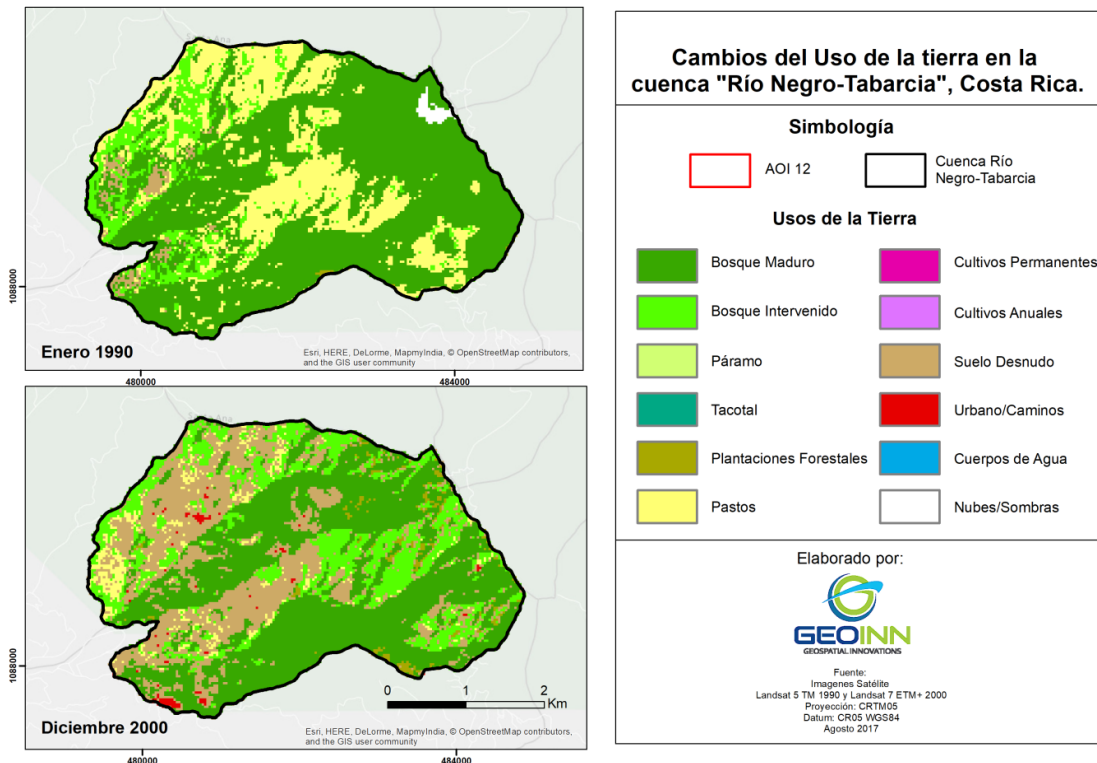 Enero 1990
Esri, HERE, DeLorme, MapmyIndia, © OpenStreetMap contributors,
and the GIS user community
1088000
480000
484000
Diciembre 2000
0 1 2
Km
Esri, HERE, DeLorme, MapmyIndia, © OpenStreetMap contributors,
and the GIS user community
1088000
480000
484000
Cambios del Uso de la tierra en la
cuenca "Río Negro-Tabarcia", Costa Rica.
Simbología
AOI 12
Cuenca Río
Negro-Tabarcia
Usos de la Tierra
Bosque Maduro
Cultivos Permanentes
Bosque Intervenido
Cultivos Anuales
Páramo
Suelo Desnudo
Tacotal
Urbano/Caminos
Plantaciones Forestales
Cuerpos de Agua
Pastos
Nubes/Sombras
Elaborado por:
GEOINN
GEOSPATIAL INNOVATIONS
Fuente:
Imagenes Satélite
Landsat 5 TM 1990 y Landsat 7 ETM+ 2000
Proyección: CRTM05
Datum: CR05 WGS84
Agosto 2017